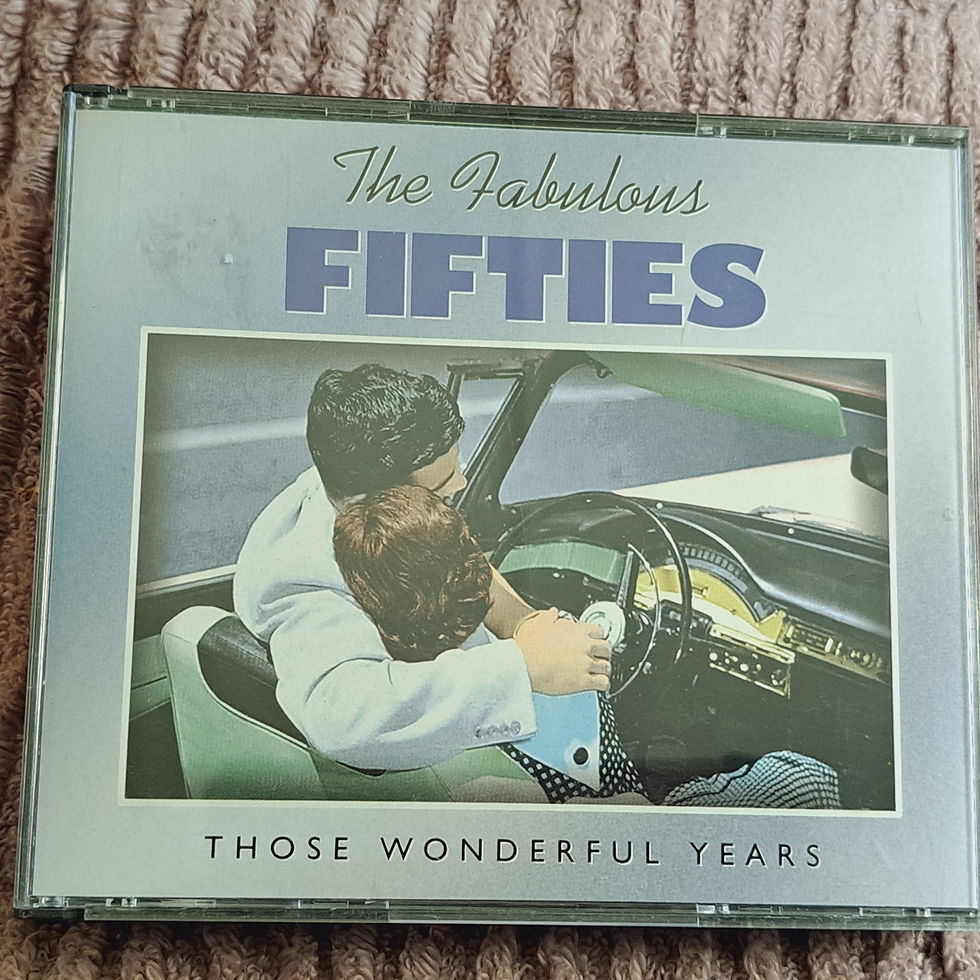 The Fabulous
FIFTIES
THOSE WONDERFUL YEARS